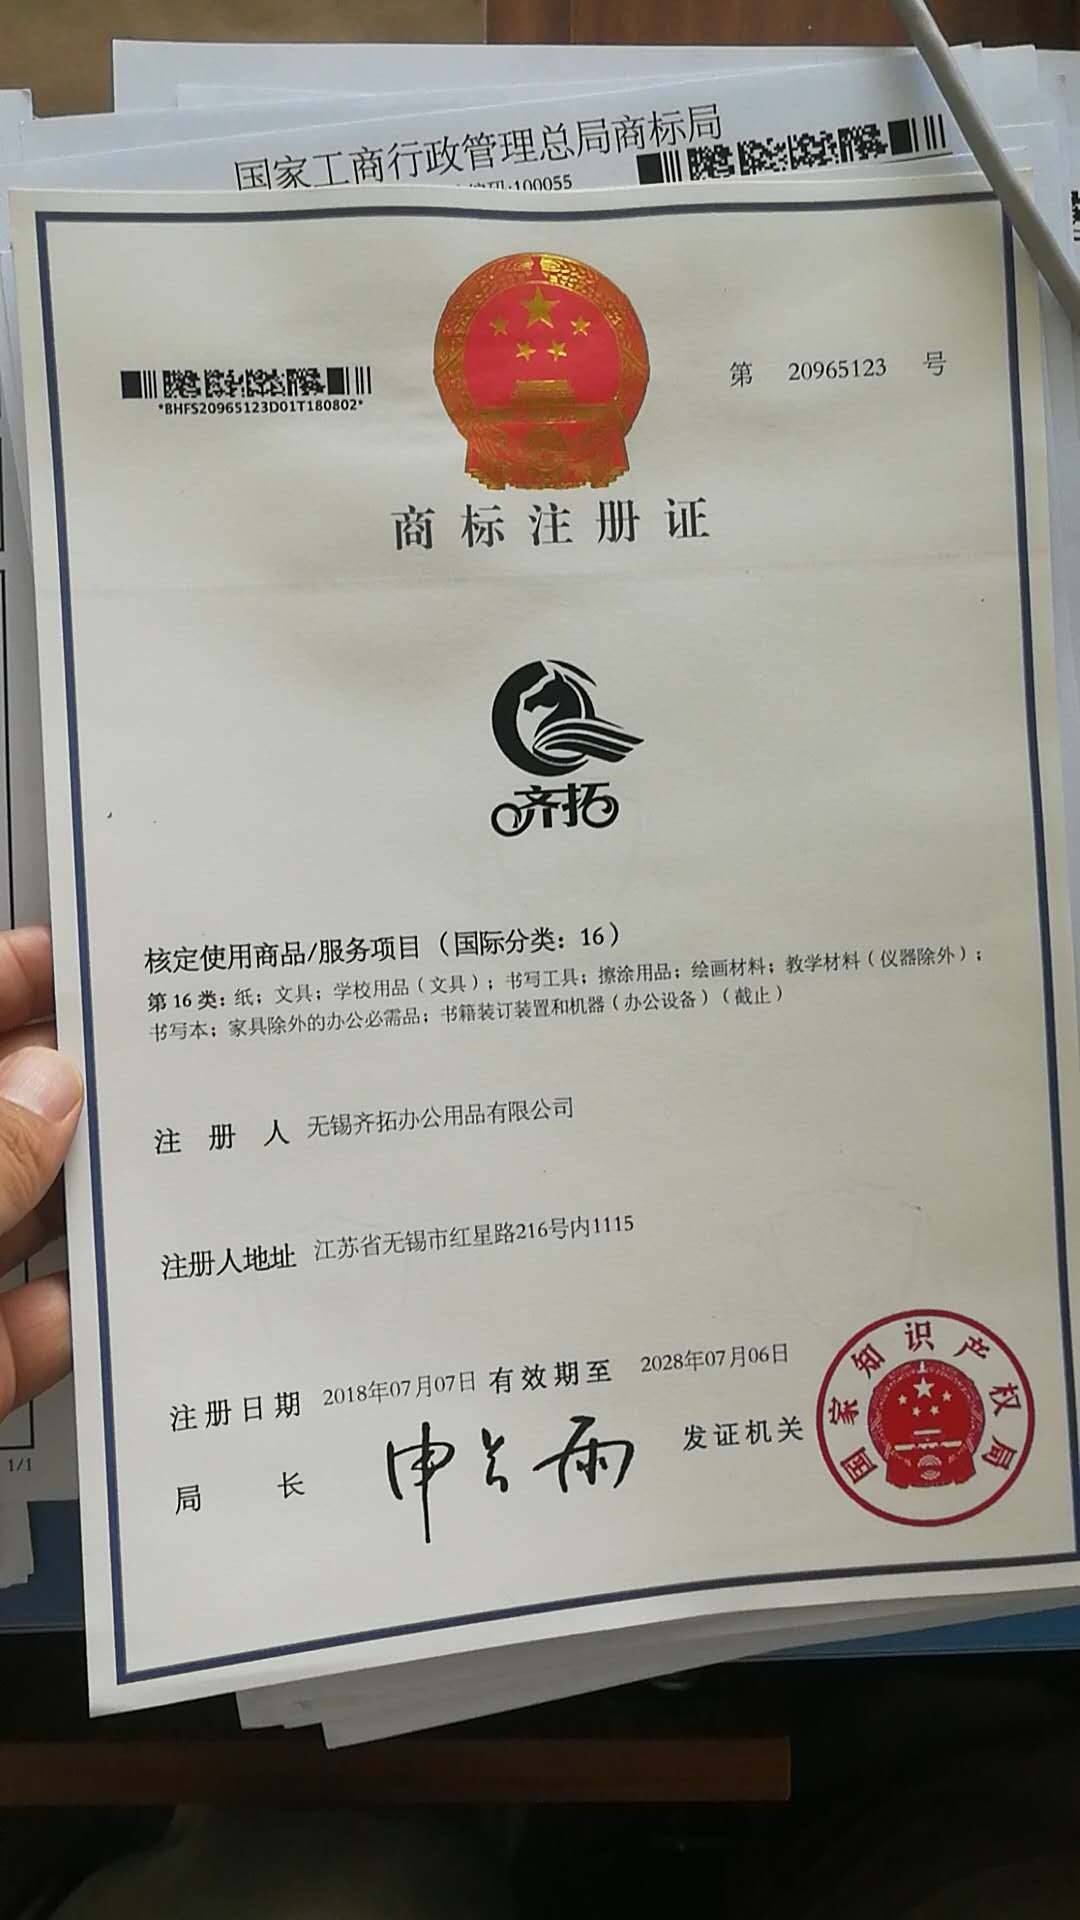 国家工商行政管理总局商标局
:100055
*BHFS20965123D01T180802*
第 20965123 号
商标注册证
齐拓
核定使用商品/服务项目（国际分类：16）
第 16 类：纸；文具；学校用品（文具）；书写工具；擦涂用品；绘画材料；教学材料（仪器除外）；
书写本；家具除外的办公必需品；书籍装订装置和机器（办公设备）（截止）
注册人 无锡齐拓办公用品有限公司
注册人地址 江苏省无锡市红星路216号内1115
注册日期 2018年07月07日 有效期至 2028年07月06日
局长 申长雨 发证机关
国家知识产权局
1/1